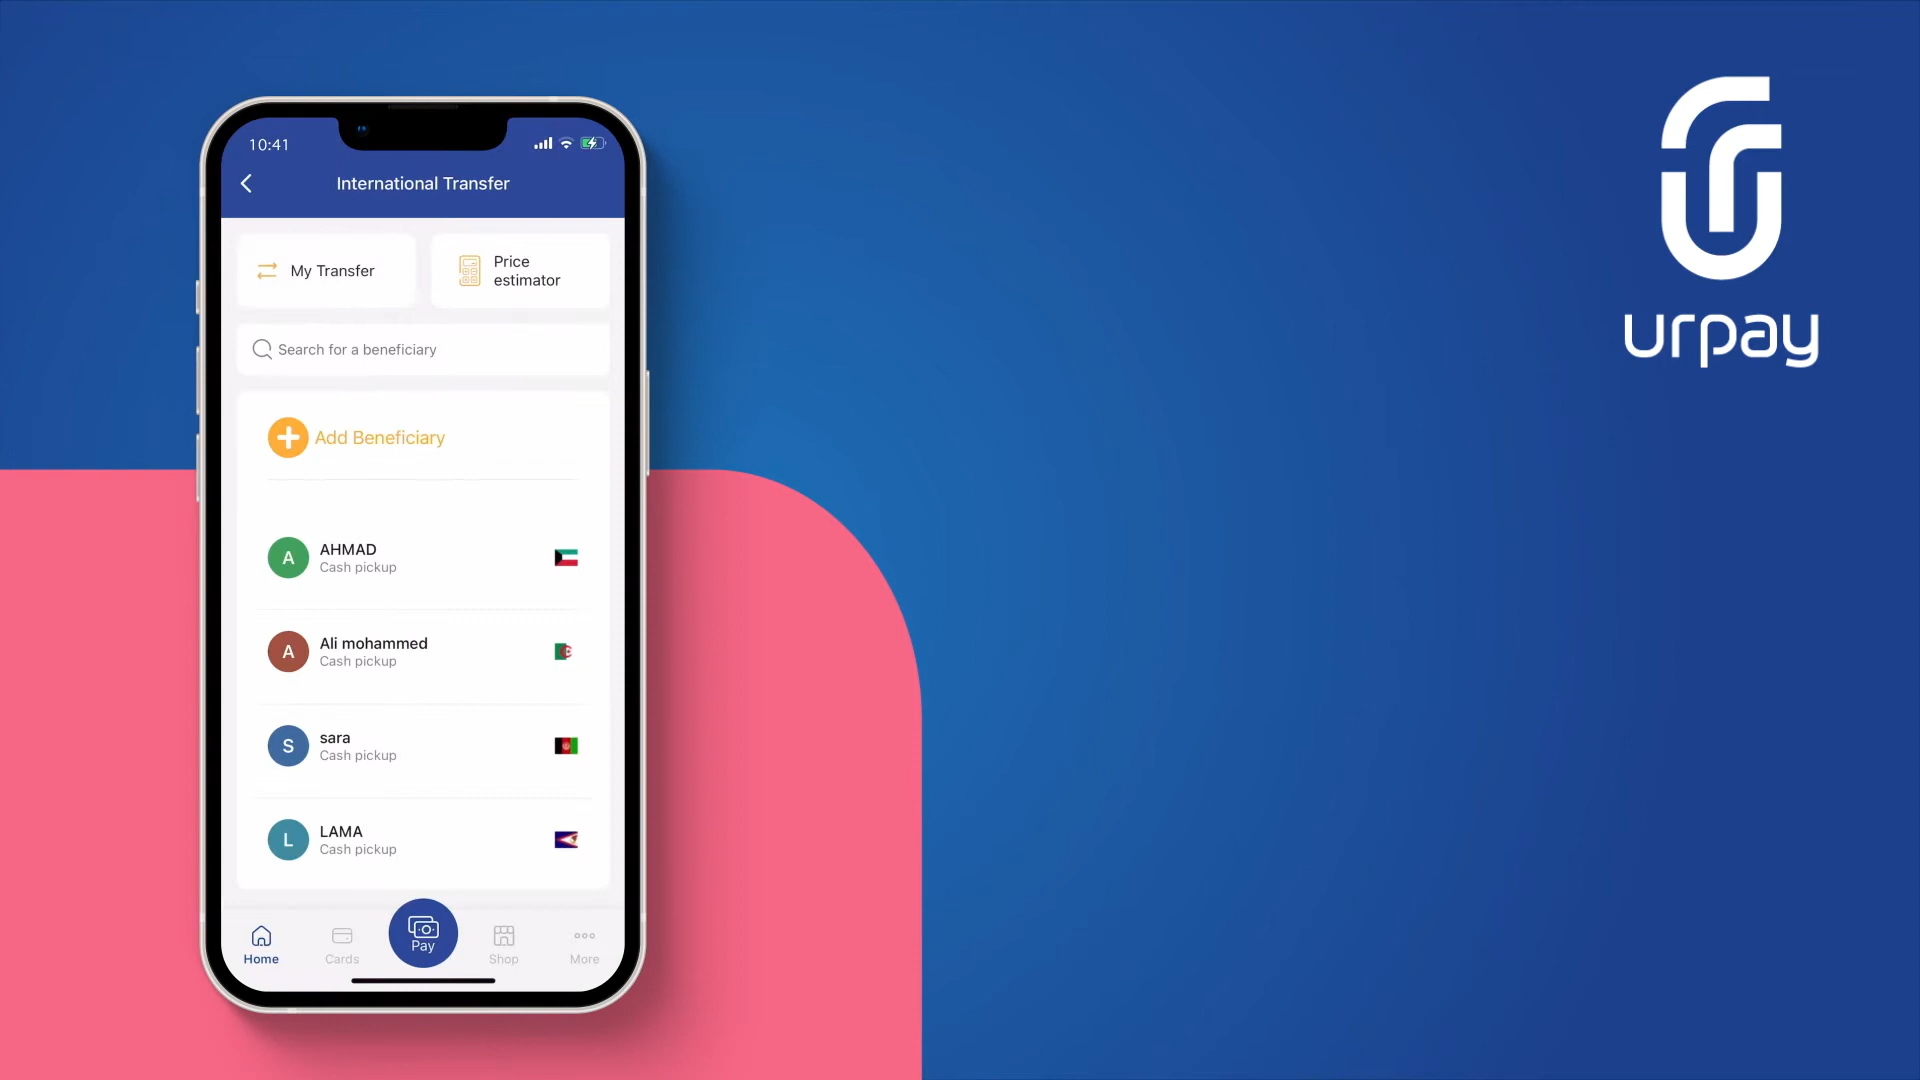 10:41
International Transfer
My Transfer
Price
estimator
Search for a beneficiary
Add Beneficiary
A
AHMAD
Cash pickup
A
Ali mohammed
Cash pickup
S
sara
Cash pickup
L
LAMA
Cash pickup
Home
Cards
Pay
Shop
More
urpay